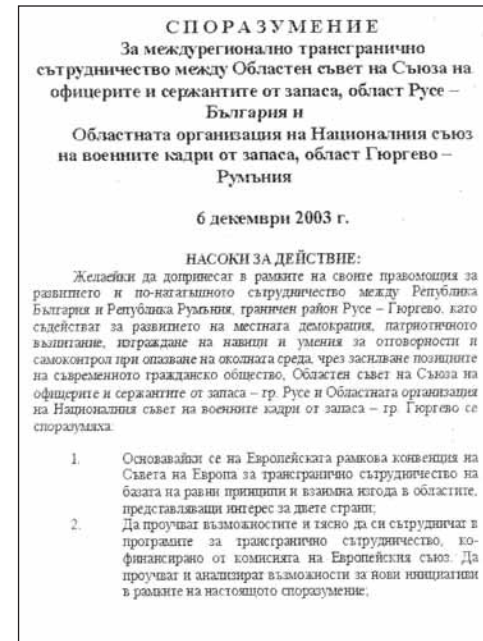 СПОРАЗУМЕНИЕ
За междурегионално трансгранично
сътрудничество между Областен съвет на Съюза на
офицерите и сержантите от запаса, област Русе –
България и
Областната организация на Националния съюз
на военните кадри от запаса, област Гюргево –
Румъния
6 декември 2003 г.
НАСОКИ ЗА ДЕЙСТВИЕ:
Желаейки да допринесат в рамките на своите правомощия за
развитието и по-нататъшното сътрудничество между Република
България и Република Румъния, граничен район Русе – Гюргево, като
съдействат за развитието на местната демокрация, патриотичното
възпитание, изграждане на навици и умения за отговорности и
самоконтрол при опазване на околната среда, чрез засилване позициите
на съвременното гражданско общество, Областен съвет на Съюза на
офицерите и сержантите от запаса – гр. Русе и Областната организация
на Националния съвет на военните кадри от запаса – гр. Гюргево се
споразумяха:
1. Основавайки се на Европейската рамкова конвенция на
Съвета на Европа за трансгранично сътрудничество на
базата на равни принципи и взаимна изгода в областите,
представляващи интерес за двете страни;
2. Да проучват възможностите и тясно да си сътрудничат в
програмите за трансгранично сътрудничество, ко-
финансирано от комисията на Европейския съюз. Да
проучват и анализират възможности за нови инициативи
в рамките на настоящото споразумение;